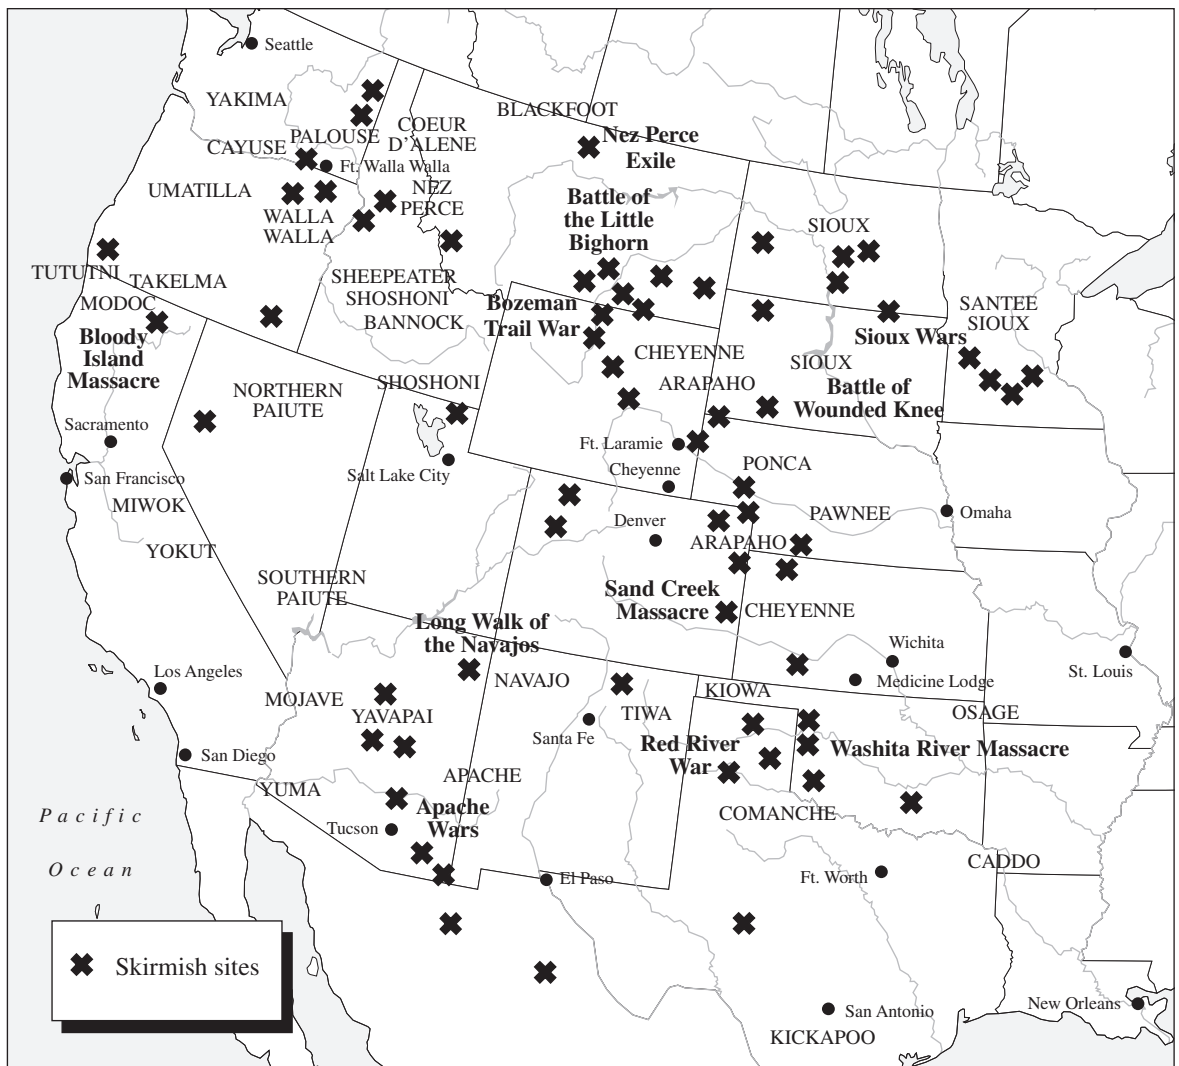 Seattle
YAKIMA
BLACKFOOT
PALOUSE
COEUR
D'ALENE
Nez Perce
Exile
CAYUSE
Ft. Walla Walla
UMATILLA
NEZ
PERCE
Battle of
the Little
Bighorn
WALLA
WALLA
SIOUX
TUTUTNI
TAKELMA
SHEEPEATER
SHOSHONI
BANNOCK
MODOC
Bloody
Island
Massacre
Bozeman
Trail War
SANTEE
SIOUX
Sioux Wars
CHEYENNE
SIOUX
NORTHERN
PAIUTE
SHOSHONI
ARAPAHO
Battle of
Wounded Knee
Sacramento
Ft. Laramie
San Francisco
Salt Lake City
Cheyenne
PONCA
MIWOK
Denver
PAWNEE
Omaha
YOKUT
ARAPAHO
SOUTHERN
PAIUTE
Sand Creek
Massacre
CHEYENNE
Long Walk of
the Navajos
Wichita
St. Louis
Los Angeles
NAVAJO
Medicine Lodge
MOJAVE
KIOWA
YAVAPAI
TIWA
OSAGE
Santa Fe
Red River
War
Washita River Massacre
San Diego
YUMA
APACHE
Apache
Wars
Pacific
Ocean
Tucson
COMANCHE
CADDO
El Paso
Ft. Worth
Skirmish sites
San Antonio
New Orleans
KICKAPOO